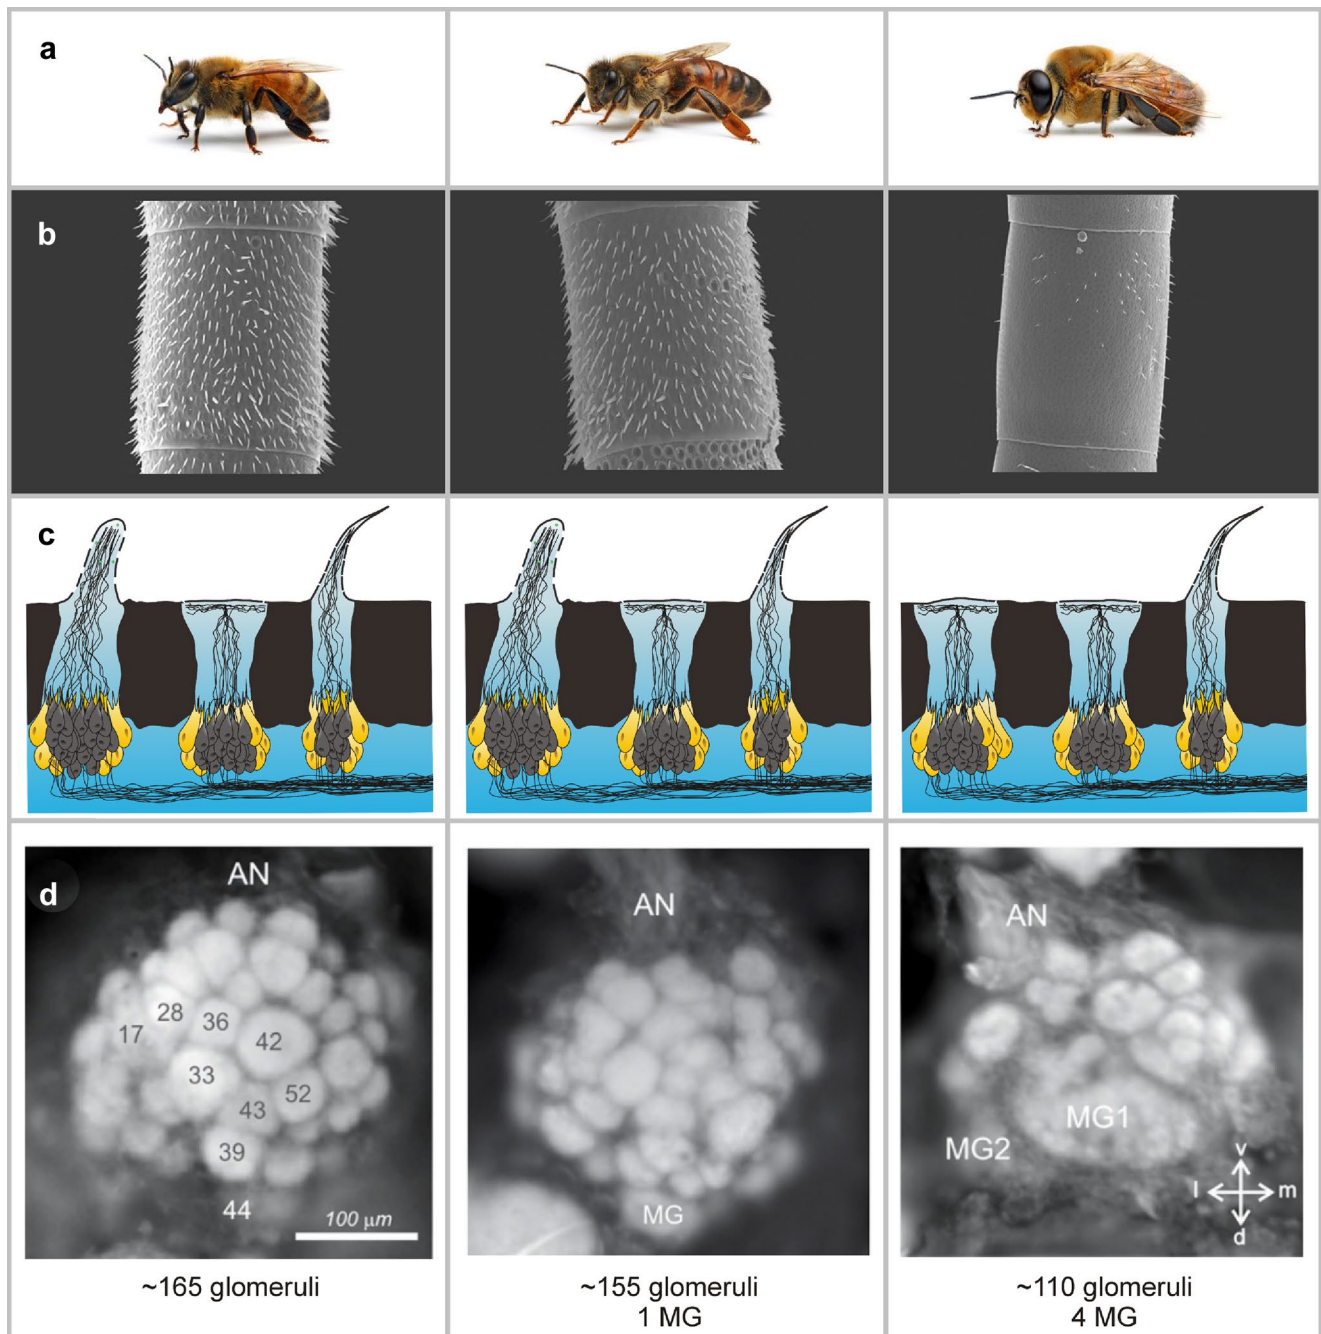 a
b
c
d
AN
28
36
17
42
33
52
43
39
44
100 µm
AN
MG
AN
MG1
MG2
v
l
m
d
~165 glomeruli
~155 glomeruli
1 MG
~110 glomeruli
4 MG